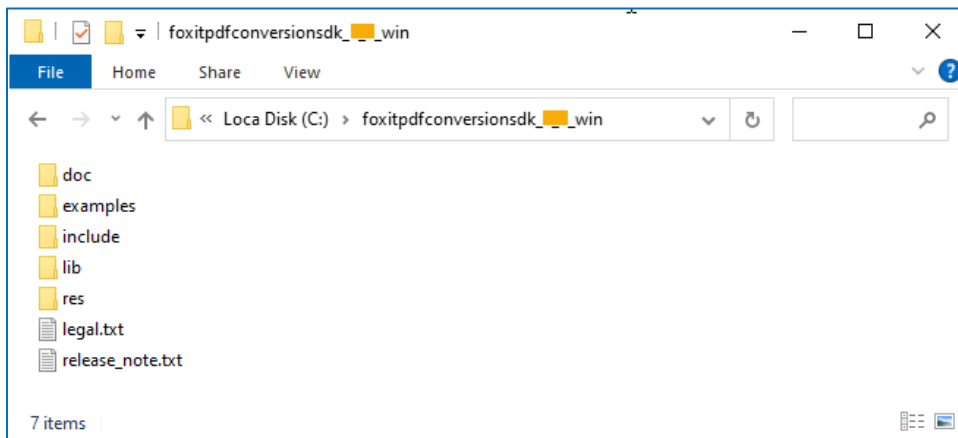 foxitpdfconversionsdk_ _ _win
File Home Share View
« Loca Disk (C:) › foxitpdfconversionsdk_ _ _win
doc
examples
include
lib
res
legal.txt
release_note.txt
7 items